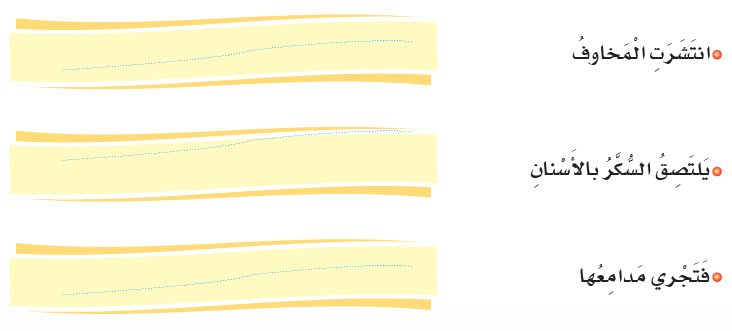 انتَشَرَتِ الْمَخاوِفُ
يَلتَصِقُ السُّكَّرُ بالأَسْنانِ
فَتَجْري مَدامِعُها